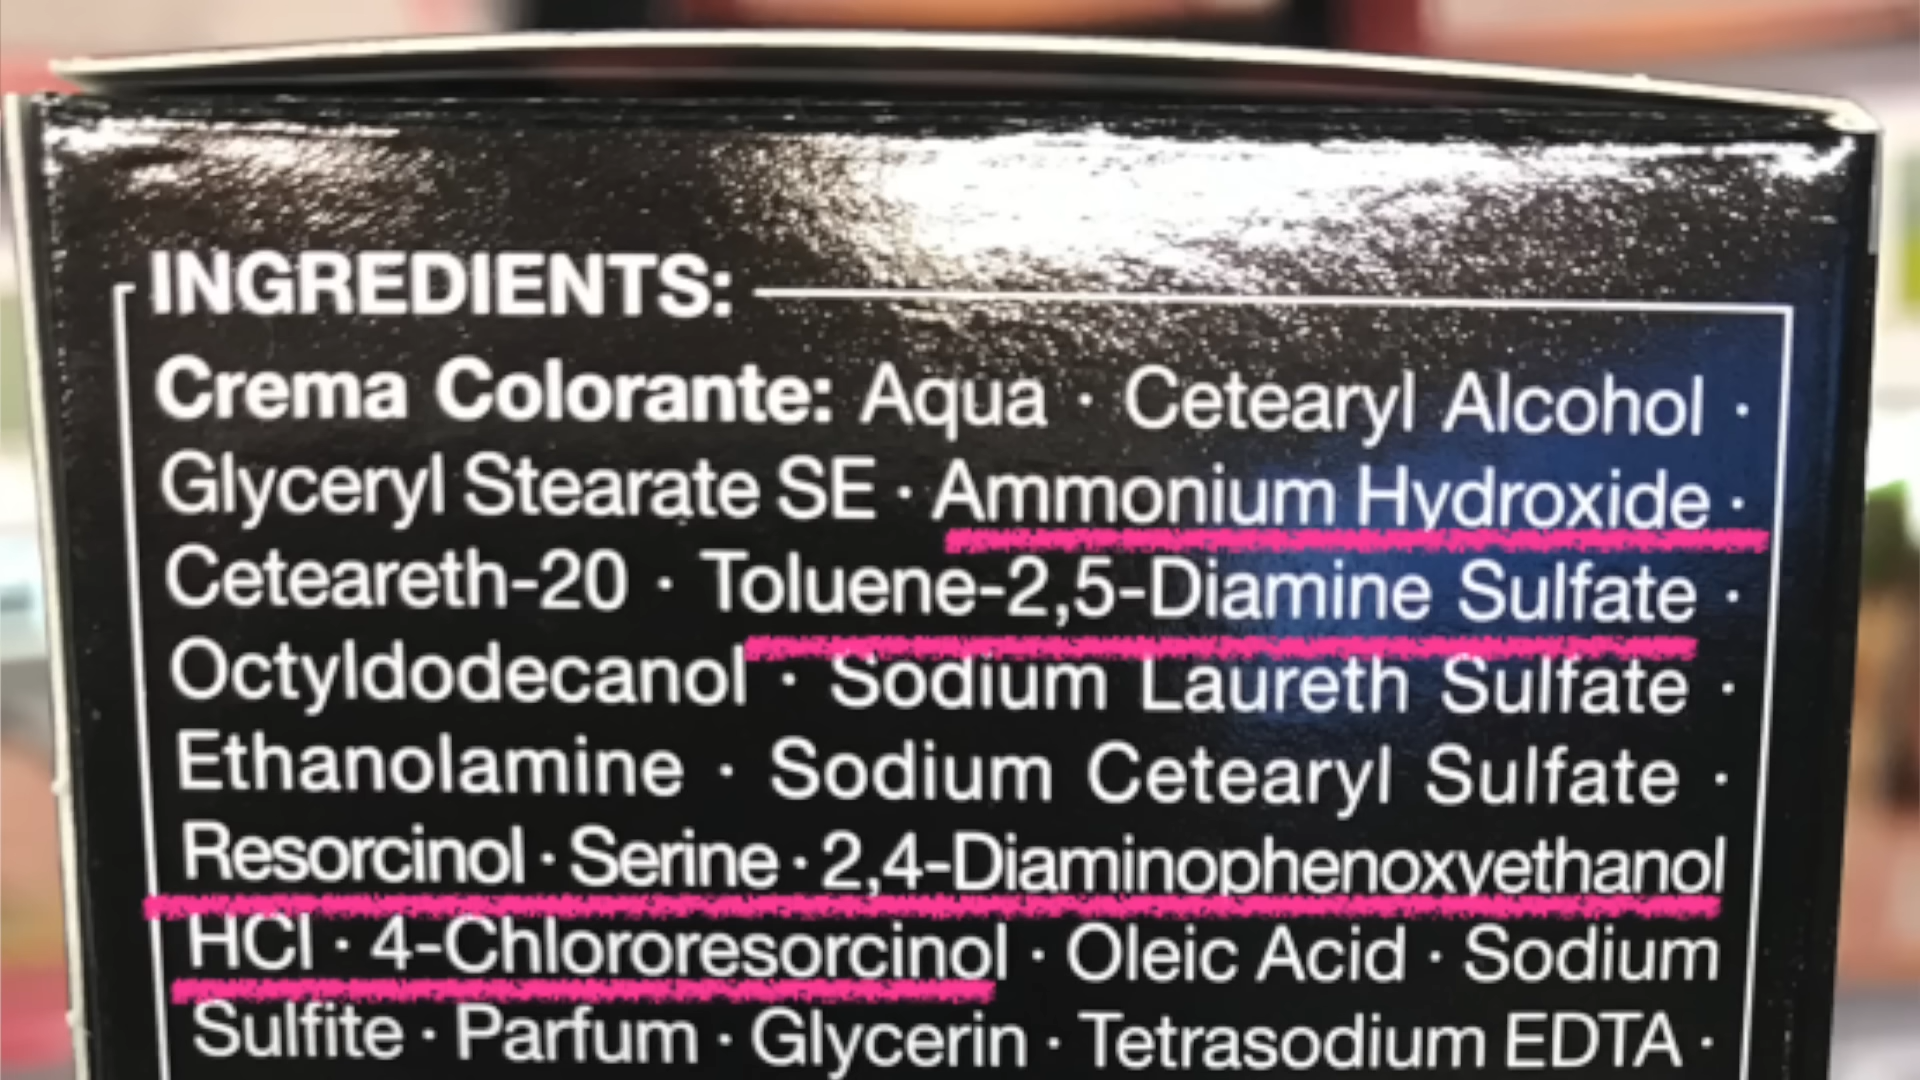 INGREDIENTS:
Crema Colorante: Aqua · Cetearyl Alcohol ·
Glyceryl Stearate SE · Ammonium Hydroxide ·
Ceteareth-20 · Toluene-2,5-Diamine Sulfate ·
Octyldodecanol · Sodium Laureth Sulfate ·
Ethanolamine · Sodium Cetearyl Sulfate ·
Resorcinol · Serine · 2,4-Diaminophenoxyethanol
HCl · 4-Chlororesorcinol · Oleic Acid · Sodium
Sulfite · Parfum · Glycerin · Tetrasodium EDTA ·